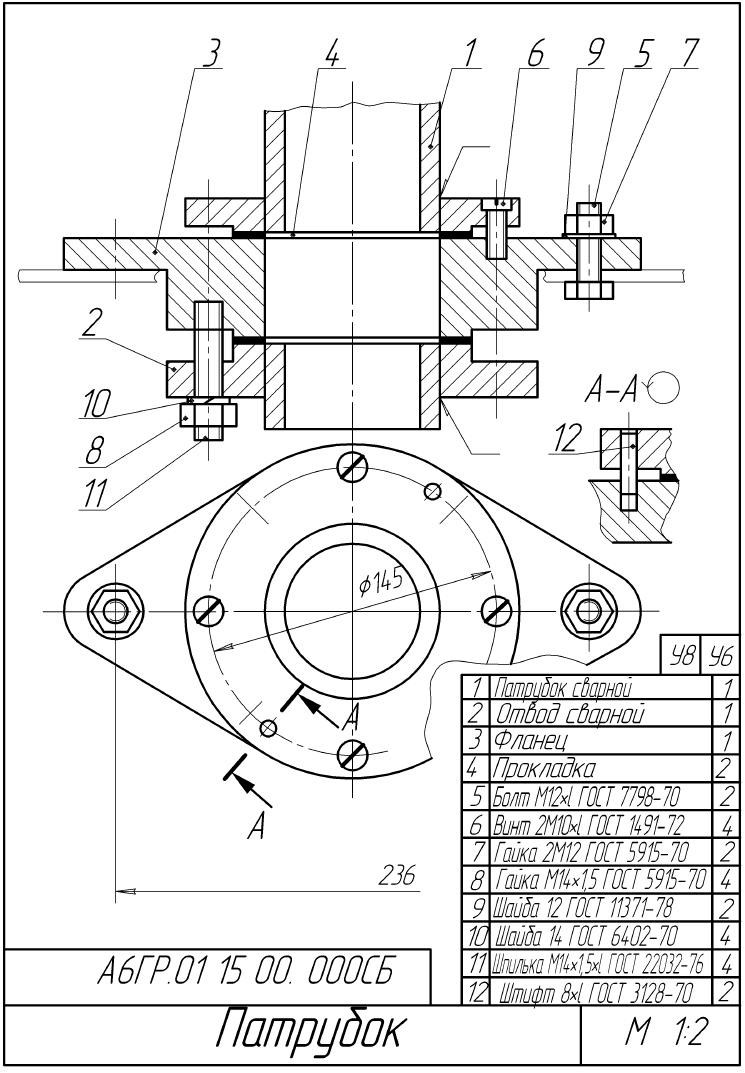 3 4 1 6 9 5 7
2
А–А
10
12
8
11
ϕ145
А
А
236
У8 У6
1 Патрубок сварной 1
2 Отвод сварной 1
3 Фланец 1
4 Прокладка 2
5 Болт М12×l ГОСТ 7798–70 2
6 Винт 2М10×l ГОСТ 1491–72 4
7 Гайка 2М12 ГОСТ 5915–70 2
8 Гайка М14×1,5 ГОСТ 5915–70 4
9 Шайба 12 ГОСТ 11371–78 2
10 Шайба 14 ГОСТ 6402–70 4
11 Шпилька М14×1,5×l ГОСТ 22032–76 4
12 Штифт 8×l ГОСТ 3128–70 2
А6ГР.01 15 00. 000СБ
Патрубок
М 1:2